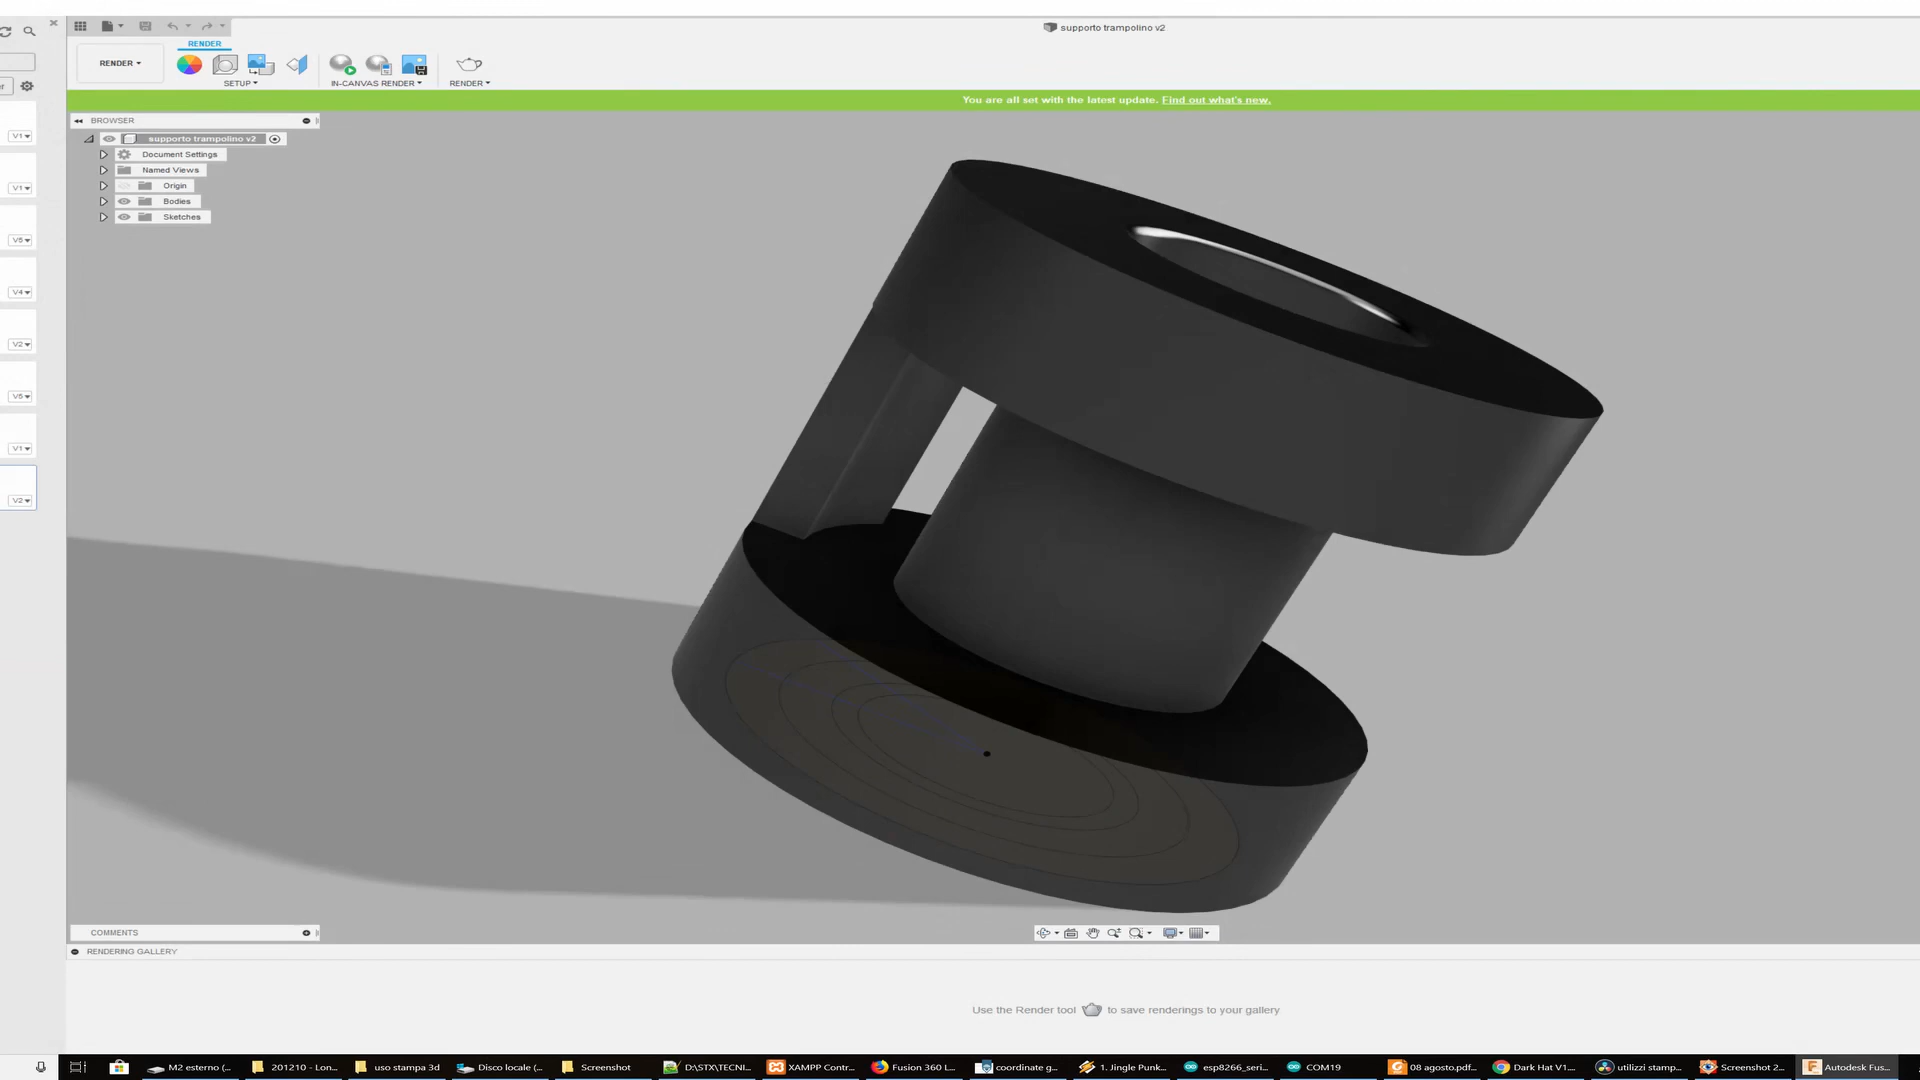 supporto trampolino v2
RENDER
RENDER
SETUP
IN-CANVAS RENDER
RENDER
You are all set with the latest update. Find out what's new.
er
BROWSER
supporto trampolino v2
Document Settings
Named Views
Origin
Bodies
Sketches
V1
V1
V5
V4
V2
V6
V1
V2
COMMENTS
RENDERING GALLERY
Use the Render tool to save renderings to your gallery
M2 esterno (...
201210 - Lon...
uso stampa 3d
Disco locale (...
Screenshot
D:\STX\TECNI...
XAMPP Contr...
Fusion 360 L...
coordinate g...
1. Jingle Punk...
esp8266_seri...
COM19
08 agosto.pdf...
Dark Hat V1...
utilizzi stamp...
Screenshot 2...
Autodesk Fus...